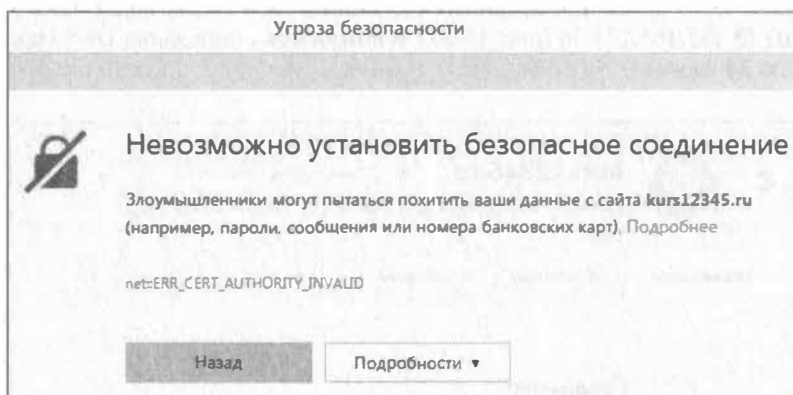 Угроза безопасности
Невозможно установить безопасное соединение
Злоумышленники могут пытаться похитить ваши данные с сайта kurs12345.ru
(например, пароли, сообщения или номера банковских карт). Подробнее
net::ERR_CERT_AUTHORITY_INVALID
Назад
Подробности ▼